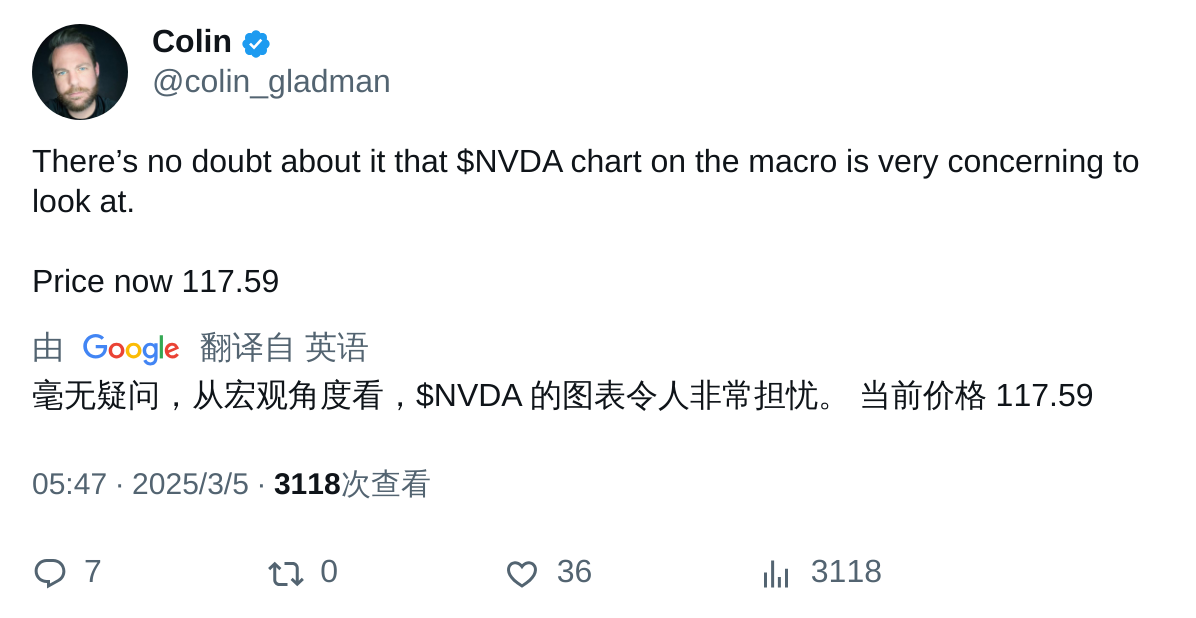 Colin
@colin_gladman
There’s no doubt about it that $NVDA chart on the macro is very concerning to
look at.
Price now 117.59
由 Google 翻译自 英语
毫无疑问，从宏观角度看，$NVDA 的图表令人非常担忧。 当前价格 117.59
05:47 · 2025/3/5 · 3118次查看
7 0 36 3118